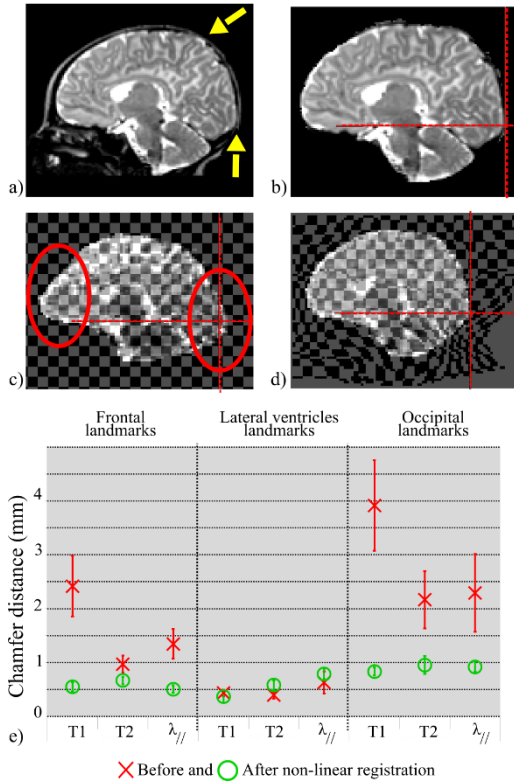 a)
b)
c)
d)
Frontal landmarks
Lateral ventricles landmarks
Occipital landmarks
Chamfer distance (mm)
4
3
2
1
0
T1 T2 λ// T1 T2 λ// T1 T2 λ//
e)
Before and After non-linear registration